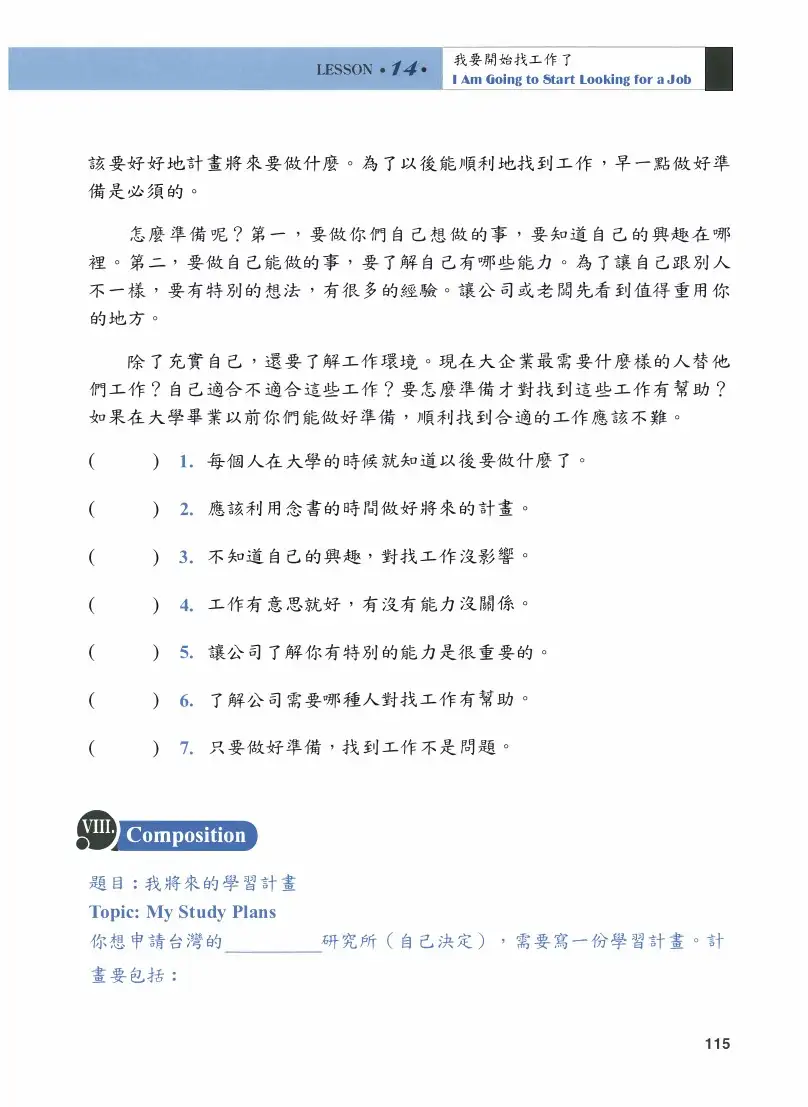 LESSON • 14 •
我要開始找工作了
I Am Going to Start Looking for a Job
該要好好地計畫將來要做什麼。為了以後能順利地找到工作，早一點做好準
備是必須的。
怎麼準備呢？第一，要做你們自己想做的事，要知道自己的興趣在哪
裡。第二，要做自己能做的事，要了解自己有哪些能力。為了讓自己跟別人
不一樣，要有特別的想法，有很多的經驗。讓公司或老闆先看到值得重用你
的地方。
除了充實自己，還要了解工作環境。現在大企業最需要什麼樣的人替他
們工作？自己適合不適合這些工作？要怎麼準備才對找到這些工作有幫助？
如果在大學畢業以前你們能做好準備，順利找到合適的工作應該不難。
(　　) 1. 每個人在大學的時候就知道以後要做什麼了。
(　　) 2. 應該利用念書的時間做好將來的計畫。
(　　) 3. 不知道自己的興趣，對找工作沒影響。
(　　) 4. 工作有意思就好，有沒有能力沒關係。
(　　) 5. 讓公司了解你有特別的能力是很重要的。
(　　) 6. 了解公司需要哪種人對找工作有幫助。
(　　) 7. 只要做好準備，找到工作不是問題。
VIII. Composition
題目：我將來的學習計畫
Topic: My Study Plans
你想申請台灣的__________研究所（自己決定），需要寫一份學習計畫。計
畫要包括：
115